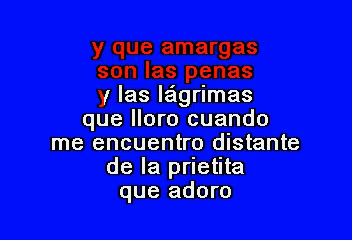 y que amargas
son las penas
y las lágrimas
que lloro cuando
me encuentro distante
de la prietita
que adoro